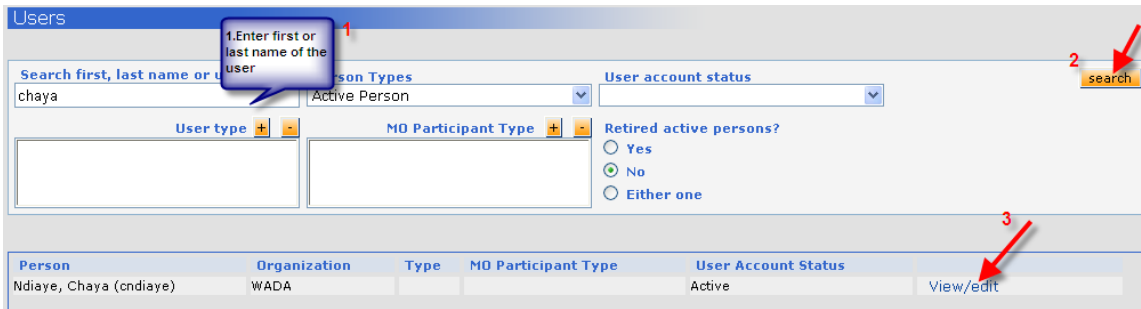 Users
1
1.Enter first or
last name of the
user
2
search
Search first, last name or u
rson Types
User account status
chaya
Active Person
User type + -
MO Participant Type + -
Retired active persons?
Yes
No
Either one
3
Person Organization Type MO Participant Type User Account Status
Ndiaye, Chaya (cndiaye) WADA Active View/edit